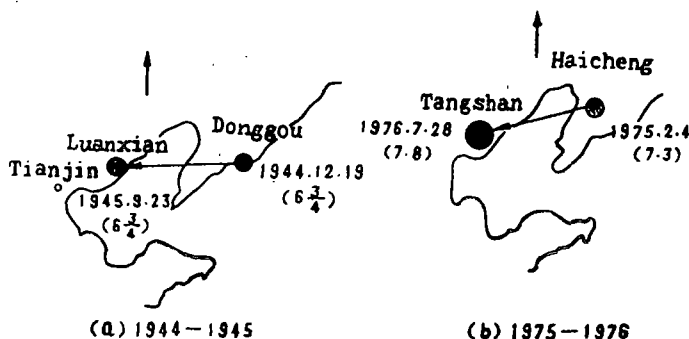 Donggou
Luanxian
Tianjin
1944.12.19
(6 3/4)
1945.9.23
(6 3/4)
(a) 1944-1945
Haicheng
Tangshan
1976.7.28
(7.8)
1975.2.4
(7.3)
(b) 1975-1976